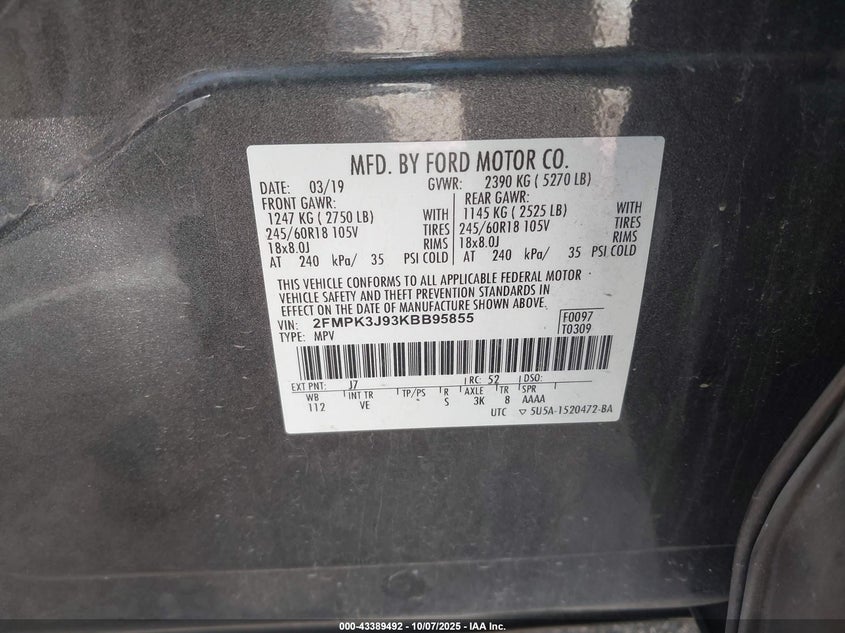 MFD. BY FORD MOTOR CO.
DATE: 03/19 GVWR: 2390 KG ( 5270 LB)
FRONT GAWR: REAR GAWR:
1247 KG ( 2750 LB) WITH 1145 KG ( 2525 LB) WITH
245/60R18 105V TIRES 245/60R18 105V TIRES
18x8.0J RIMS 18x8.0J RIMS
AT 240 kPa/ 35 PSI COLD AT 240 kPa/ 35 PSI COLD
THIS VEHICLE CONFORMS TO ALL APPLICABLE FEDERAL MOTOR
VEHICLE SAFETY AND THEFT PREVENTION STANDARDS IN
EFFECT ON THE DATE OF MANUFACTURE SHOWN ABOVE.
VIN: 2FMPK3J93KBB95855 F0097
TYPE: MPV T0309
EXT PNT: J7 RC: 52 DSO:
WB INT TR TP/PS R AXLE TR SPR
112 VE S 3K 8 AAAA
UTC ▽ 5U5A-1520472-BA
000-43389492 - 10/07/2025 - IAA Inc.